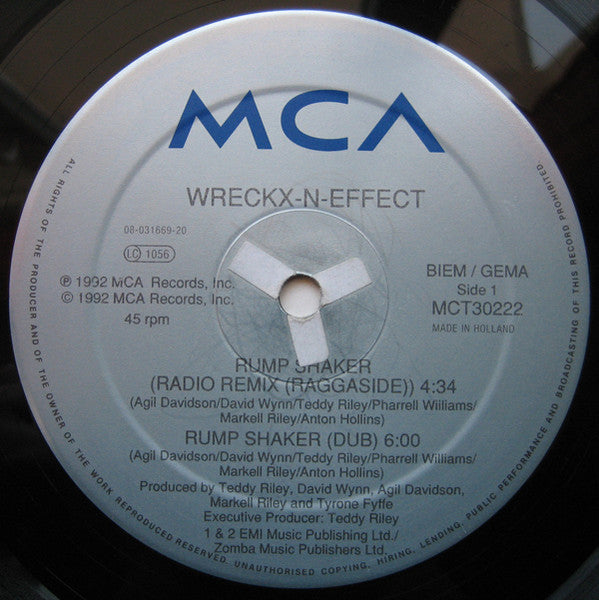 MCA
WRECKX-N-EFFECT
08-031669-20
LC 1056
℗ 1992 MCA Records, Inc.
© 1992 MCA Records, Inc.
45 rpm
BIEM / GEMA
Side 1
MCT30222
MADE IN HOLLAND
RUMP SHAKER
(RADIO REMIX (RAGGASIDE)) 4:34
(Agil Davidson/David Wynn/Teddy Riley/Pharrell Williams/
Markell Riley/Anton Hollins)
RUMP SHAKER (DUB) 6:00
(Agil Davidson/David Wynn/Teddy Riley/Pharrell Williams/
Markell Riley/Anton Hollins)
Produced by Teddy Riley, David Wynn, Agil Davidson,
Markell Riley and Tyrone Fyffe
Executive Producer: Teddy Riley
1 & 2 EMI Music Publishing Ltd./
Zomba Music Publishers Ltd.
ALL RIGHTS OF THE PRODUCER AND OF THE OWNER OF THE WORK REPRODUCED RESERVED. UNAUTHORISED COPYING, HIRING, LENDING, PUBLIC PERFORMANCE AND BROADCASTING OF THIS RECORD PROHIBITED.